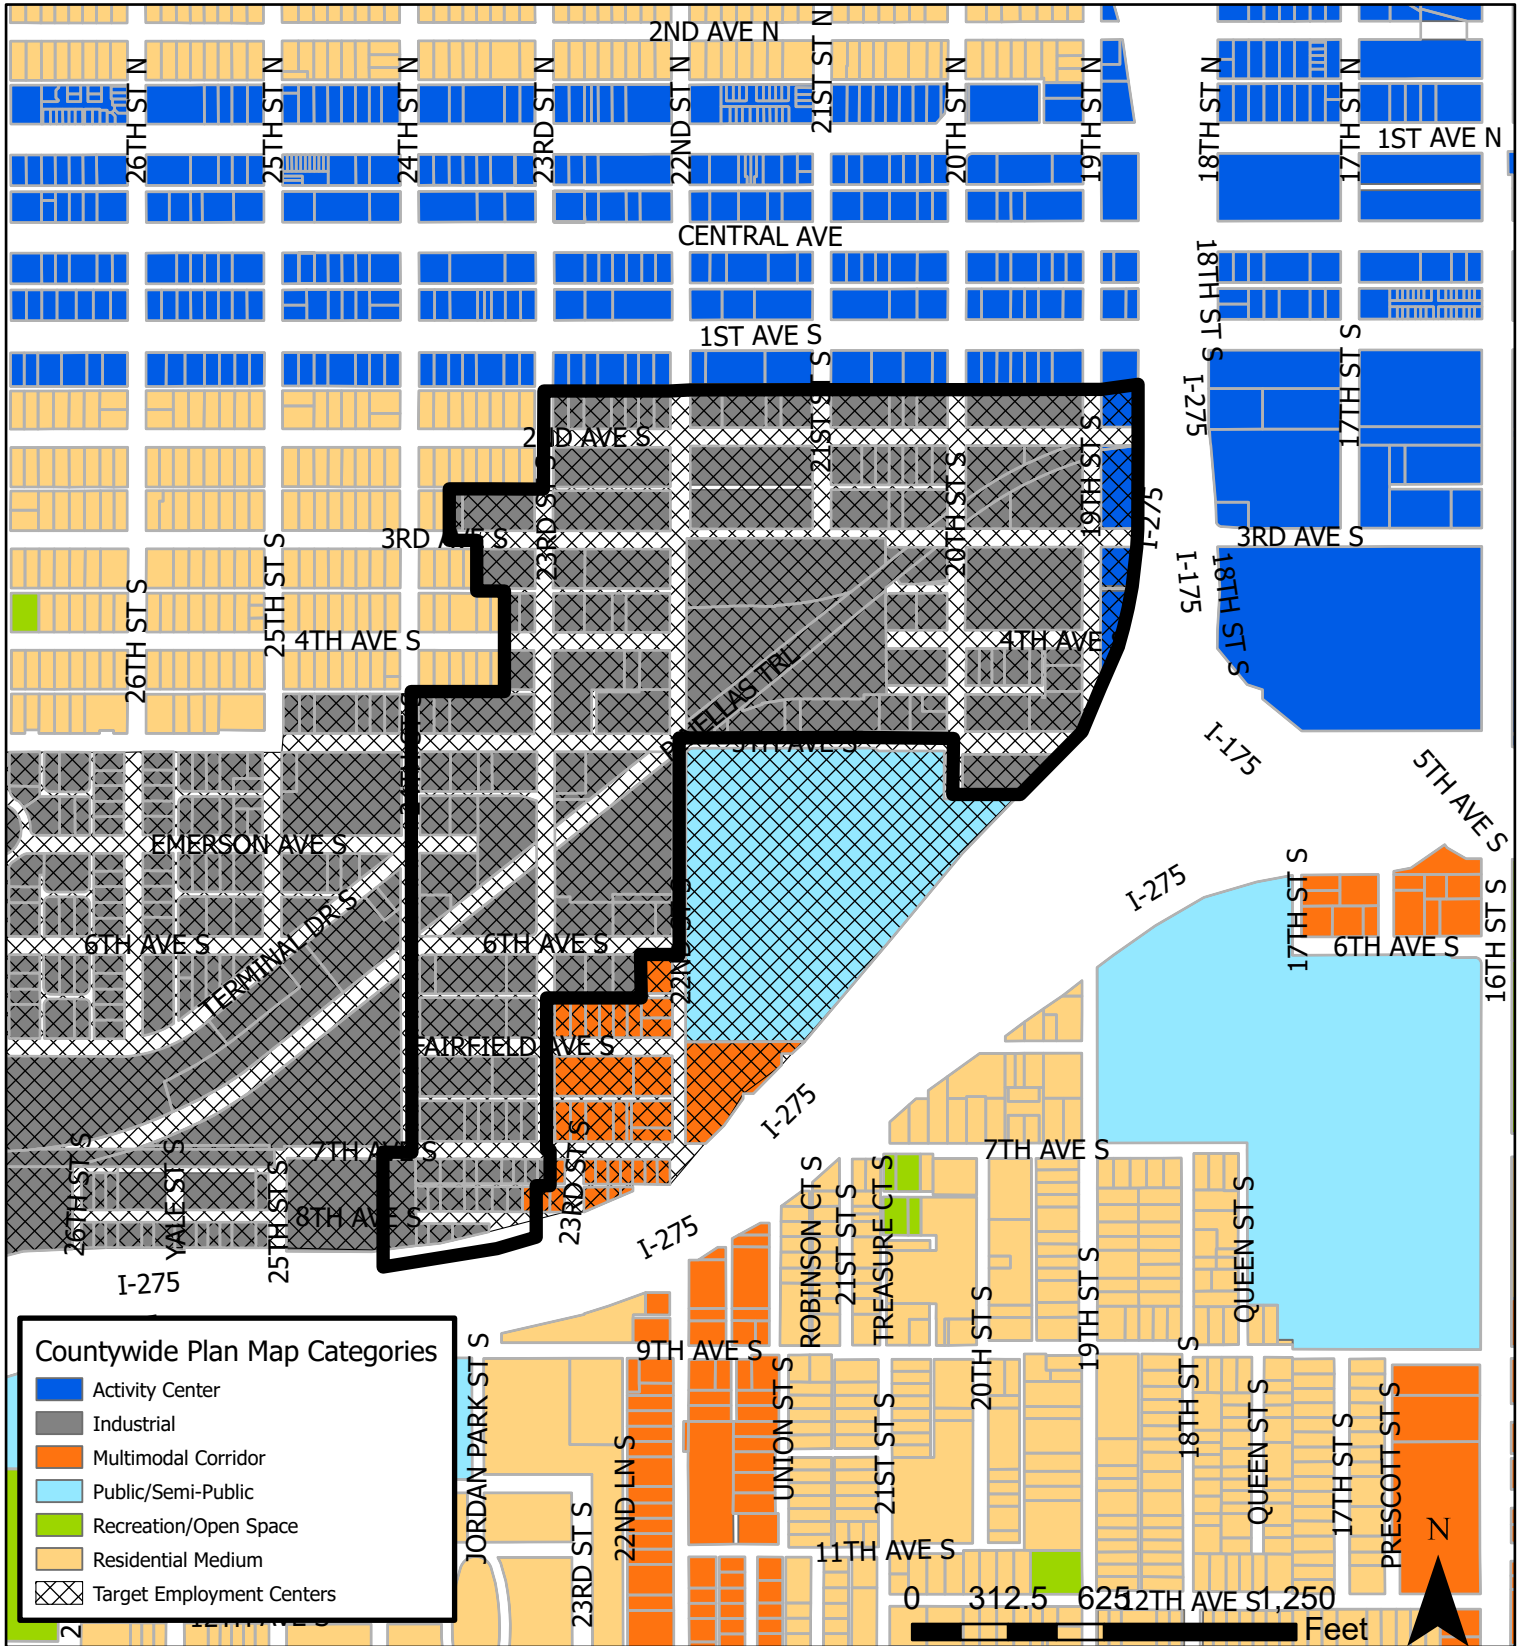 2ND AVE N
26TH ST N
25TH ST N
24TH ST N
23RD ST N
22ND ST N
21ST ST N
20TH ST N
19TH ST N
18TH ST N
17TH ST N
1ST AVE N
CENTRAL AVE
18TH ST S
1ST AVE S
21ST ST S
17TH ST S
I-275
2ND AVE S
23RD ST S
20TH ST S
19TH ST S
I-275
3RD AVE S
3RD AVE S
25TH ST S
26TH ST S
I-175
18TH ST S
4TH AVE S
4TH AVE S
PINELLAS TRL
24TH ST S
5TH AVE S
I-175
5TH AVE S
EMERSON AVE S
I-275
17TH ST S
16TH ST S
TERMINAL DR S
6TH AVE S
6TH AVE S
22ND ST S
6TH AVE S
FAIRFIELD AVE S
I-275
7TH AVE S
7TH AVE S
26TH ST S
YALE ST S
25TH ST S
8TH AVE S
23RD ST S
I-275
ROBINSON CT S
21ST ST S
TREASURE CT S
QUEEN ST S
I-275
20TH ST S
19TH ST S
9TH AVE S
JORDAN PARK ST S
UNION ST S
21ST ST S
18TH ST S
QUEEN ST S
17TH ST S
PRESCOTT ST S
22ND LN S
23RD ST S
11TH AVE S
12TH AVE S
12TH AVE S
Countywide Plan Map Categories
Activity Center
Industrial
Multimodal Corridor
Public/Semi-Public
Recreation/Open Space
Residential Medium
Target Employment Centers
N
0 312.5 625 1,250
Feet